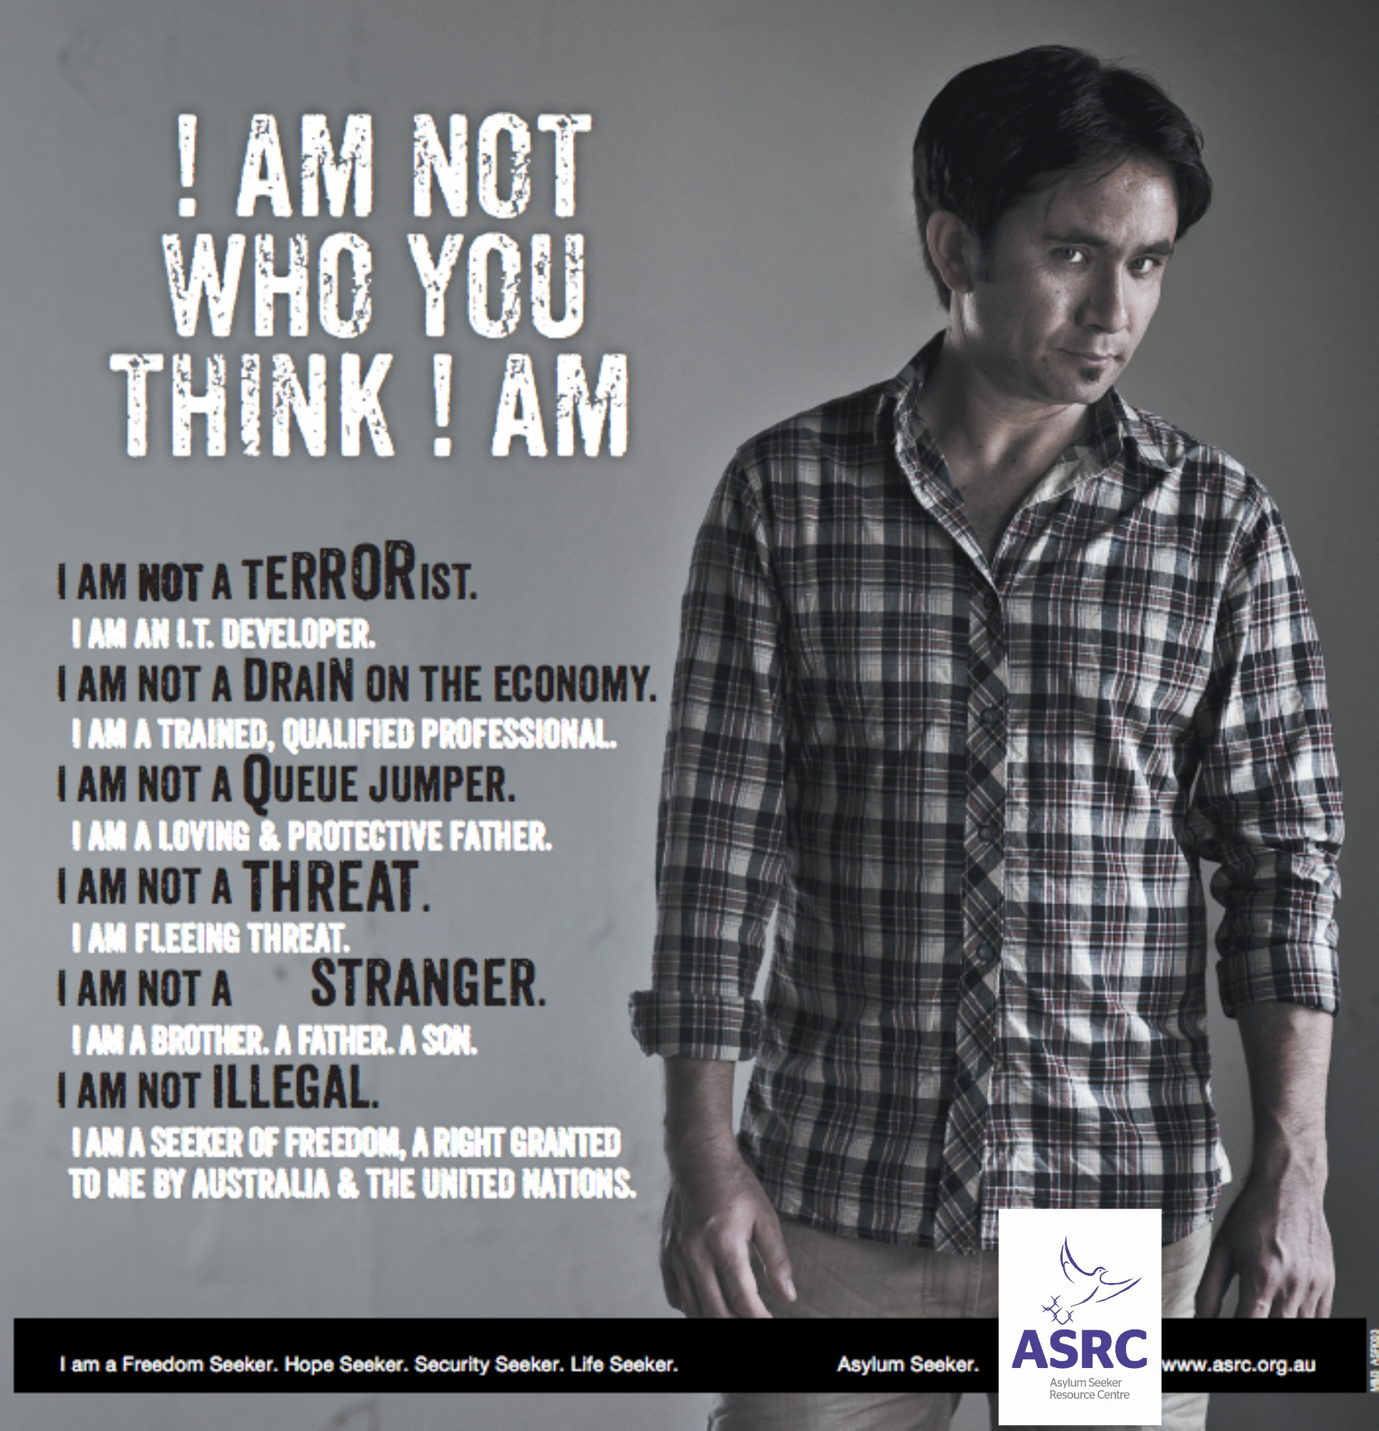 ! AM NOT
WHO YOU
THINK ! AM
I AM NOT A TERRORIST.
I AM AN I.T. DEVELOPER.
I AM NOT A DRAIN ON THE ECONOMY.
I AM A TRAINED, QUALIFIED PROFESSIONAL.
I AM NOT A QUEUE JUMPER.
I AM A LOVING & PROTECTIVE FATHER.
I AM NOT A THREAT.
I AM FLEEING THREAT.
I AM NOT A STRANGER.
I AM A BROTHER. A FATHER. A SON.
I AM NOT ILLEGAL.
I AM A SEEKER OF FREEDOM, A RIGHT GRANTED
TO ME BY AUSTRALIA & THE UNITED NATIONS.
I am a Freedom Seeker. Hope Seeker. Security Seeker. Life Seeker.
Asylum Seeker.
ASRC
Asylum Seeker
Resource Centre
www.asrc.org.au